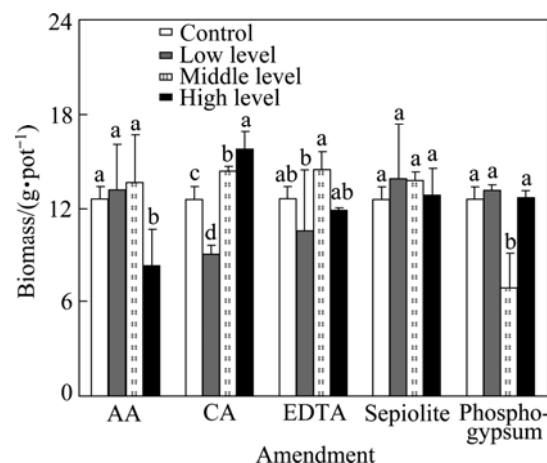 24
18
12
6
0
Biomass/(g•pot⁻¹)
Control
Low level
Middle level
High level
a a a b
c d b a
ab b a ab
a a a a
a a b a
AA CA EDTA Sepiolite Phospho-
gypsum
Amendment